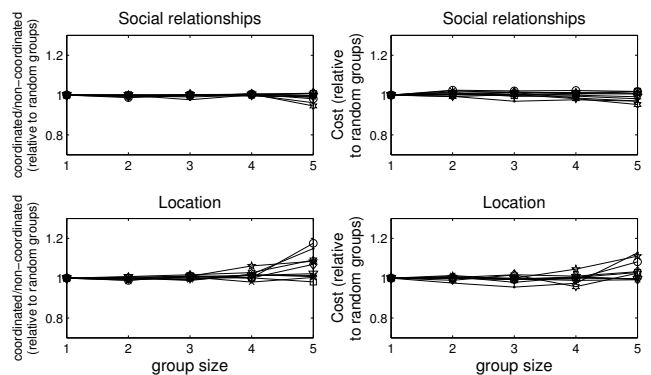 Social relationships
coordinated/non−coordinated
(relative to random groups)
1.2
1
0.8
1 2 3 4 5
Social relationships
Cost (relative
to random groups)
1.2
1
0.8
1 2 3 4 5
Location
coordinated/non−coordinated
(relative to random groups)
1.2
1
0.8
1 2 3 4 5
group size
Location
Cost (relative
to random groups)
1.2
1
0.8
1 2 3 4 5
group size